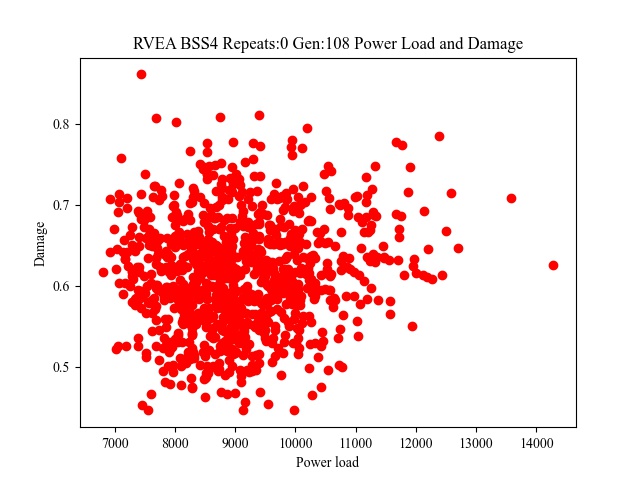 RVEA BSS4 Repeats:0 Gen:108 Power Load and Damage
0.8
0.7
0.6
0.5
Damage
7000 8000 9000 10000 11000 12000 13000 14000
Power load